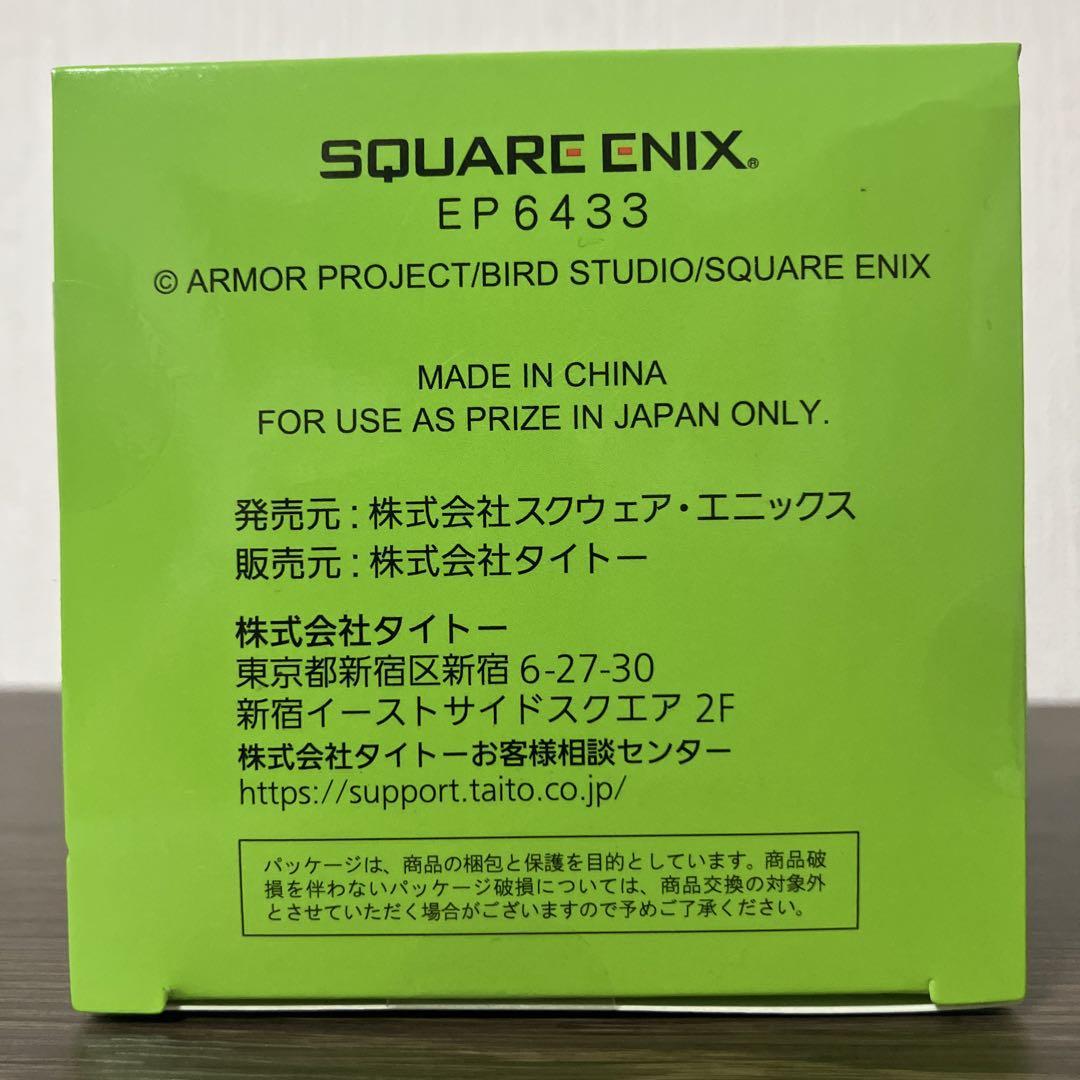 SQUARE ENIX®
EP6433
© ARMOR PROJECT/BIRD STUDIO/SQUARE ENIX
MADE IN CHINA
FOR USE AS PRIZE IN JAPAN ONLY.
発売元：株式会社スクウェア・エニックス
販売元：株式会社タイトー
株式会社タイトー
東京都新宿区新宿 6-27-30
新宿イーストサイドスクエア 2F
株式会社タイトーお客様相談センター
https://support.taito.co.jp/
パッケージは、商品の梱包と保護を目的としています。商品破
損を伴わないパッケージ破損については、商品交換の対象外
とさせていただく場合がございますので予めご了承ください。